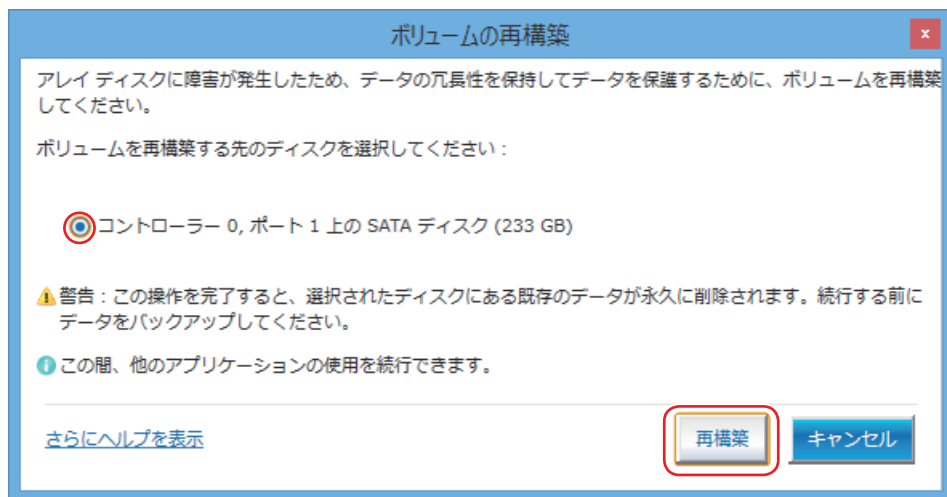 ボリュームの再構築
x
アレイ ディスクに障害が発生したため、データの冗長性を保持してデータを保護するために、ボリュームを再構築
してください。
ボリュームを再構築する先のディスクを選択してください：
コントローラー 0, ポート 1 上の SATA ディスク (233 GB)
警告：この操作を完了すると、選択されたディスクにある既存のデータが永久に削除されます。続行する前に
データをバックアップしてください。
この間、他のアプリケーションの使用を続行できます。
さらにヘルプを表示
再構築
キャンセル